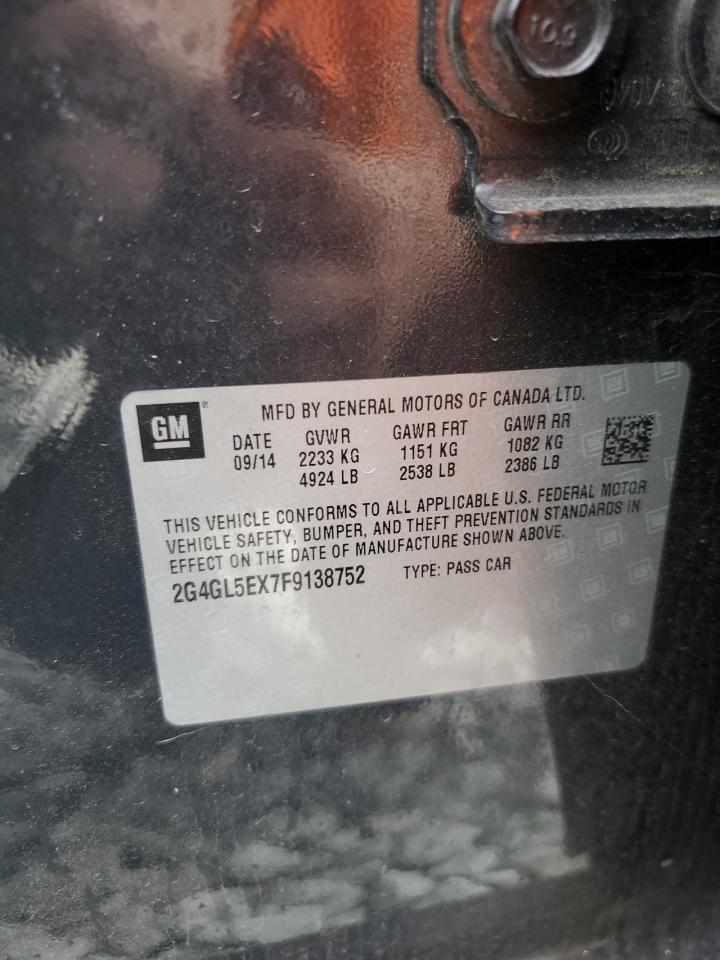 10.9
GM
MFD BY GENERAL MOTORS OF CANADA LTD.
DATE GVWR GAWR FRT GAWR RR
09/14 2233 KG 1151 KG 1082 KG
4924 LB 2538 LB 2386 LB
THIS VEHICLE CONFORMS TO ALL APPLICABLE U.S. FEDERAL MOTOR
VEHICLE SAFETY, BUMPER, AND THEFT PREVENTION STANDARDS IN
EFFECT ON THE DATE OF MANUFACTURE SHOWN ABOVE.
2G4GL5EX7F9138752 TYPE: PASS CAR